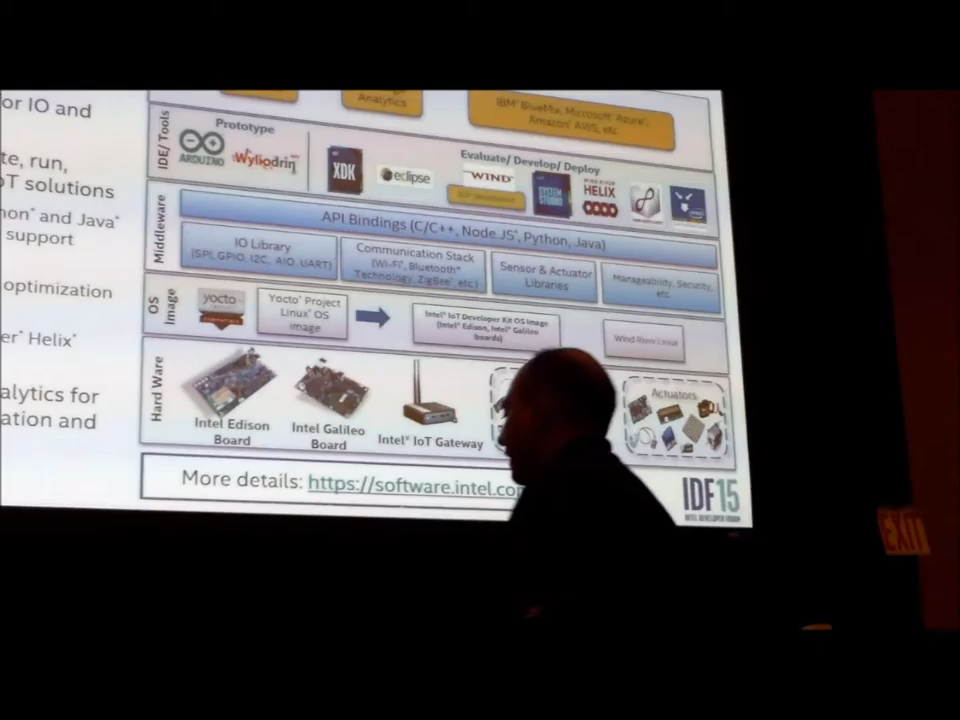 or IO and
te, run,
oT solutions
hon* and Java*
support
optimization
er* Helix*
alytics for
ation and
Analytics
IBM* BlueMix, Microsoft* Azure*,
Amazon* AWS, etc
IDE/ Tools
Prototype
ARDUINO
Wyliodrin
XDK
eclipse
Evaluate/ Develop/ Deploy
WIND
SYSTEM
STUDIO
WIND RIVER
HELIX
Middleware
API Bindings (C/C++, Node.JS*, Python, Java)
IO Library
(SPI, GPIO, I2C, AIO, UART)
Communication Stack
(Wi-Fi*, Bluetooth*
Technology, ZigBee*, etc.)
Sensor & Actuator
Libraries
Manageability, Security,
etc.
OS
Image
yocto
Yocto* Project
Linux* OS
image
Intel® IoT Developer Kit OS Image
(Intel® Edison, Intel® Galileo
boards)
Wind River Linux
Hard Ware
Intel Edison
Board
Intel Galileo
Board
Intel® IoT Gateway
Actuators
More details: https://software.intel.co
IDF15
INTEL DEVELOPER FORUM
EXIT